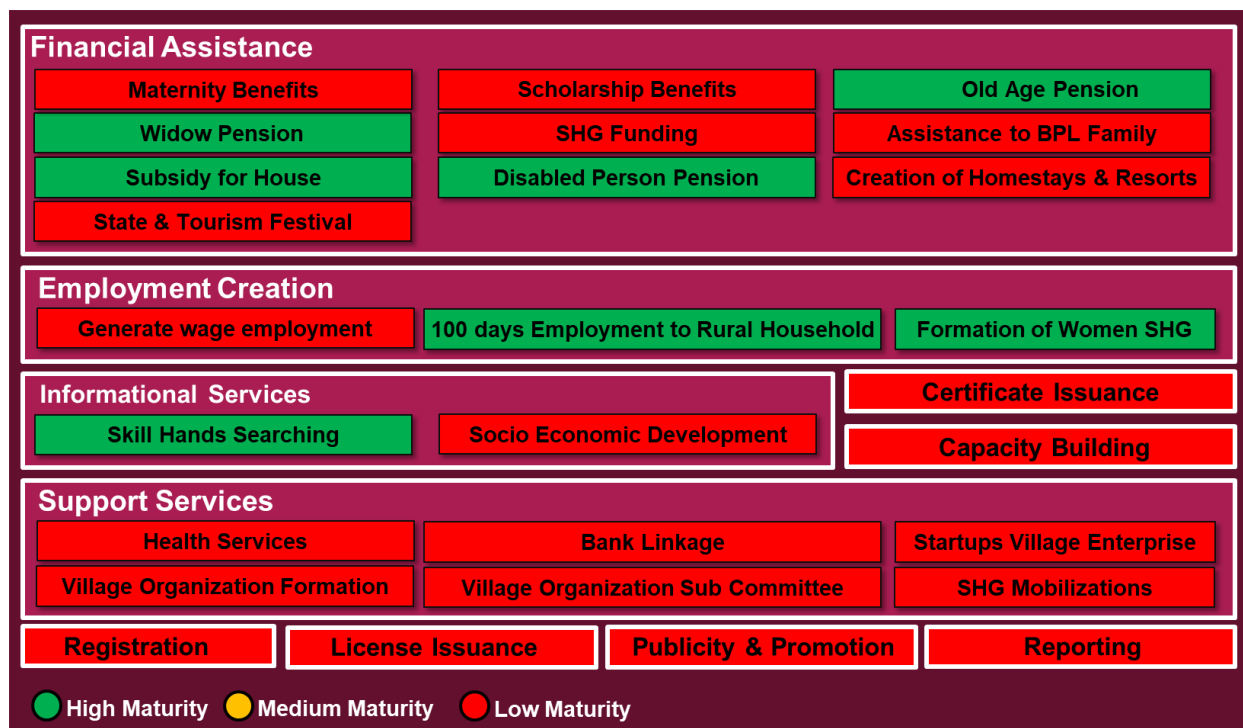 Financial Assistance
Maternity Benefits
Scholarship Benefits
Old Age Pension
Widow Pension
SHG Funding
Assistance to BPL Family
Subsidy for House
Disabled Person Pension
Creation of Homestays & Resorts
State & Tourism Festival
Employment Creation
Generate wage employment
100 days Employment to Rural Household
Formation of Women SHG
Informational Services
Skill Hands Searching
Socio Economic Development
Certificate Issuance
Capacity Building
Support Services
Health Services
Bank Linkage
Startups Village Enterprise
Village Organization Formation
Village Organization Sub Committee
SHG Mobilizations
Registration
License Issuance
Publicity & Promotion
Reporting
High Maturity
Medium Maturity
Low Maturity